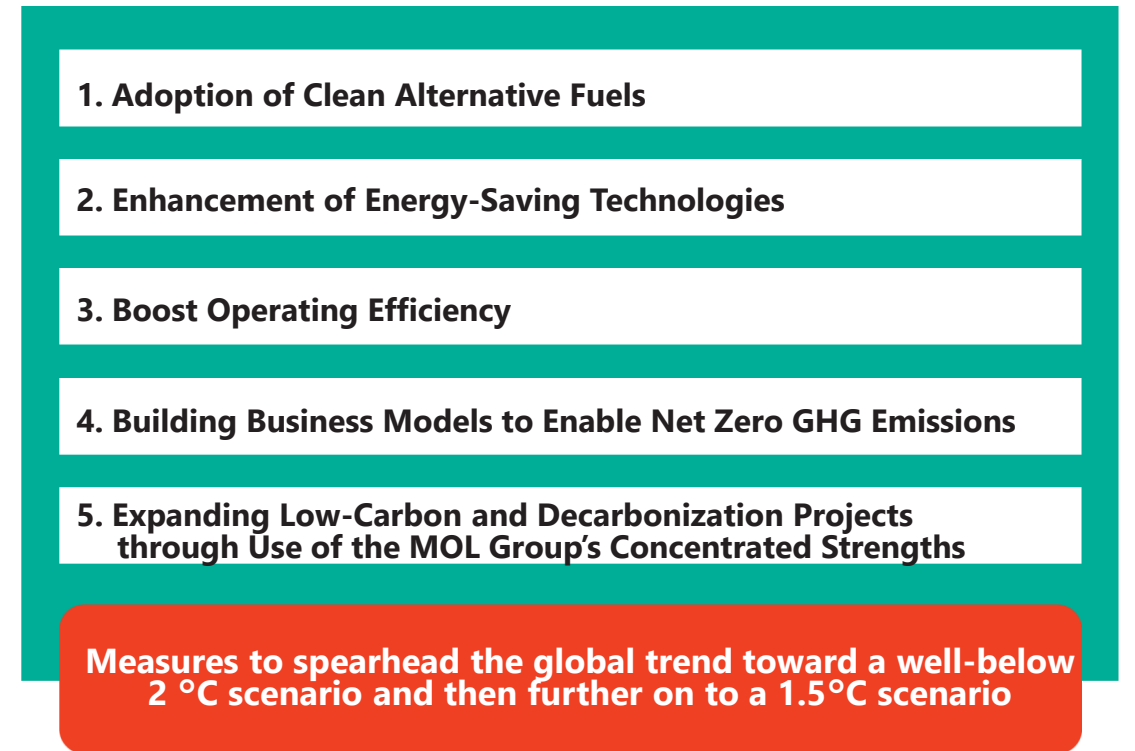 1. Adoption of Clean Alternative Fuels
2. Enhancement of Energy-Saving Technologies
3. Boost Operating Efficiency
4. Building Business Models to Enable Net Zero GHG Emissions
5. Expanding Low-Carbon and Decarbonization Projects
through Use of the MOL Group’s Concentrated Strengths
Measures to spearhead the global trend toward a well-below
2 °C scenario and then further on to a 1.5°C scenario